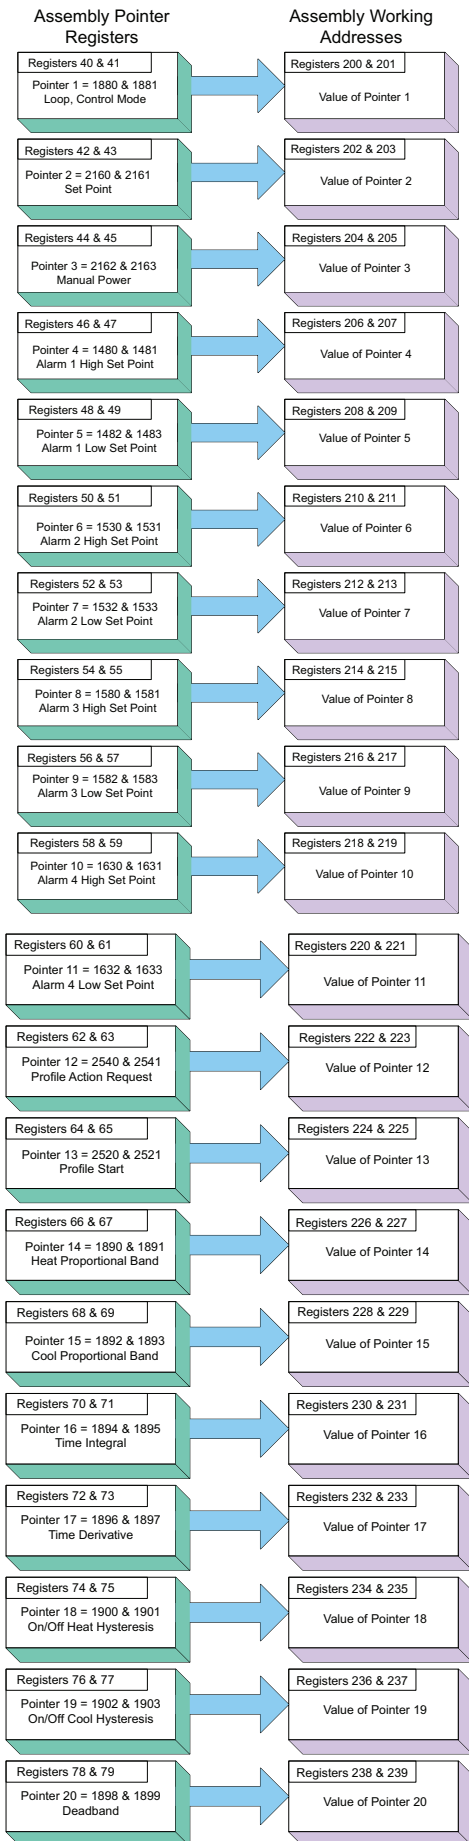 Assembly Pointer
Registers
Assembly Working
Addresses
Registers 40 & 41
Pointer 1 = 1880 & 1881
Loop, Control Mode
Registers 200 & 201
Value of Pointer 1
Registers 42 & 43
Pointer 2 = 2160 & 2161
Set Point
Registers 202 & 203
Value of Pointer 2
Registers 44 & 45
Pointer 3 = 2162 & 2163
Manual Power
Registers 204 & 205
Value of Pointer 3
Registers 46 & 47
Pointer 4 = 1480 & 1481
Alarm 1 High Set Point
Registers 206 & 207
Value of Pointer 4
Registers 48 & 49
Pointer 5 = 1482 & 1483
Alarm 1 Low Set Point
Registers 208 & 209
Value of Pointer 5
Registers 50 & 51
Pointer 6 = 1530 & 1531
Alarm 2 High Set Point
Registers 210 & 211
Value of Pointer 6
Registers 52 & 53
Pointer 7 = 1532 & 1533
Alarm 2 Low Set Point
Registers 212 & 213
Value of Pointer 7
Registers 54 & 55
Pointer 8 = 1580 & 1581
Alarm 3 High Set Point
Registers 214 & 215
Value of Pointer 8
Registers 56 & 57
Pointer 9 = 1582 & 1583
Alarm 3 Low Set Point
Registers 216 & 217
Value of Pointer 9
Registers 58 & 59
Pointer 10 = 1630 & 1631
Alarm 4 High Set Point
Registers 218 & 219
Value of Pointer 10
Registers 60 & 61
Pointer 11 = 1632 & 1633
Alarm 4 Low Set Point
Registers 220 & 221
Value of Pointer 11
Registers 62 & 63
Pointer 12 = 2540 & 2541
Profile Action Request
Registers 222 & 223
Value of Pointer 12
Registers 64 & 65
Pointer 13 = 2520 & 2521
Profile Start
Registers 224 & 225
Value of Pointer 13
Registers 66 & 67
Pointer 14 = 1890 & 1891
Heat Proportional Band
Registers 226 & 227
Value of Pointer 14
Registers 68 & 69
Pointer 15 = 1892 & 1893
Cool Proportional Band
Registers 228 & 229
Value of Pointer 15
Registers 70 & 71
Pointer 16 = 1894 & 1895
Time Integral
Registers 230 & 231
Value of Pointer 16
Registers 72 & 73
Pointer 17 = 1896 & 1897
Time Derivative
Registers 232 & 233
Value of Pointer 17
Registers 74 & 75
Pointer 18 = 1900 & 1901
On/Off Heat Hysteresis
Registers 234 & 235
Value of Pointer 18
Registers 76 & 77
Pointer 19 = 1902 & 1903
On/Off Cool Hysteresis
Registers 236 & 237
Value of Pointer 19
Registers 78 & 79
Pointer 20 = 1898 & 1899
Deadband
Registers 238 & 239
Value of Pointer 20